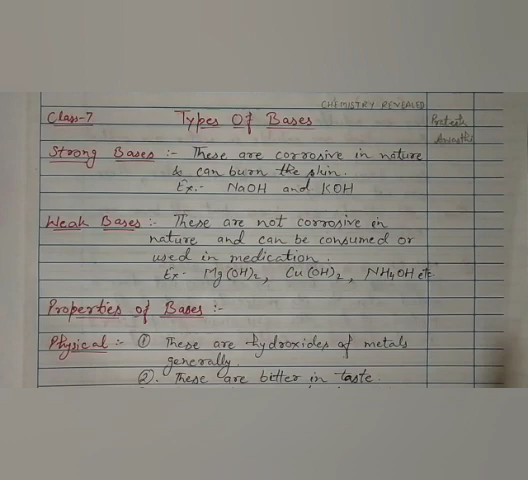 CHEMISTRY REVEALED
Class-7 Types Of Bases
Strong Bases :- These are corrosive in nature
& can burn the skin.
Ex.- NaOH and KOH
Weak Bases :- These are not corrosive in
nature and can be consumed or
used in medication.
Ex- Mg(OH)2, Cu(OH)2, NH4OH etc
Properties of Bases :-
Physical :- ① These are hydroxides of metals
generally.
②. These are bitter in taste.